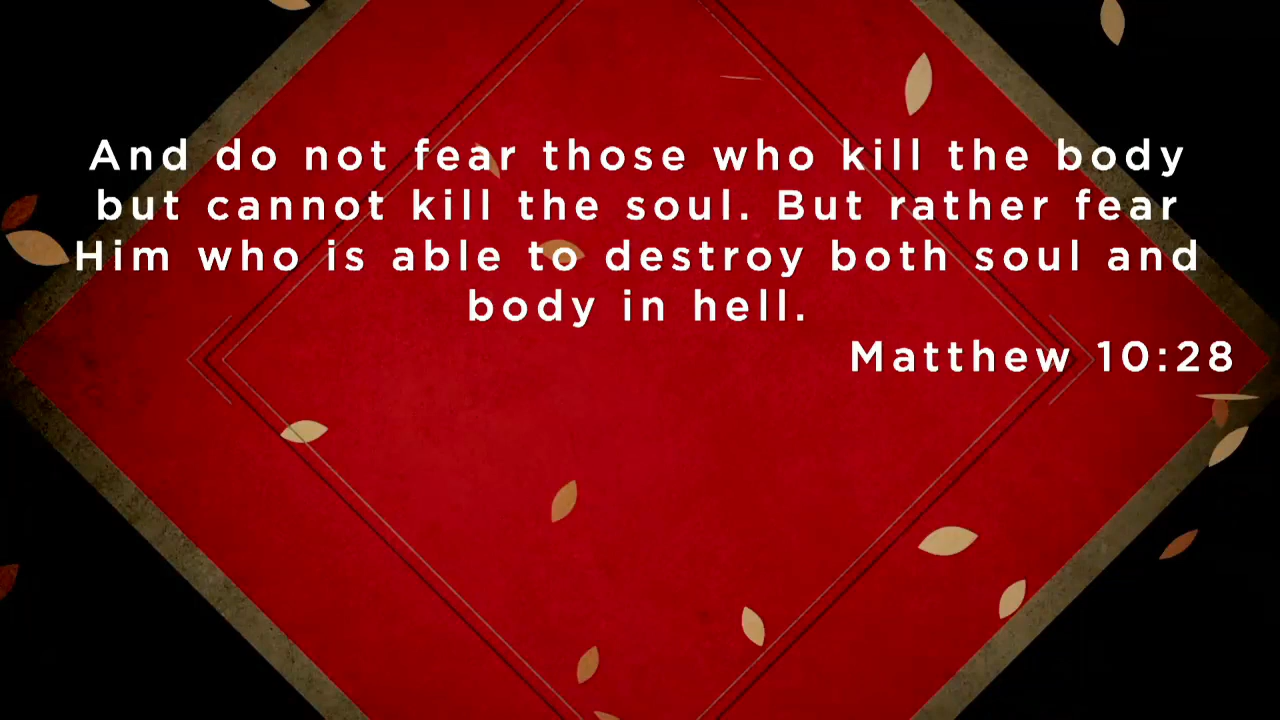 And do not fear those who kill the body
but cannot kill the soul. But rather fear
Him who is able to destroy both soul and
body in hell.
Matthew 10:28